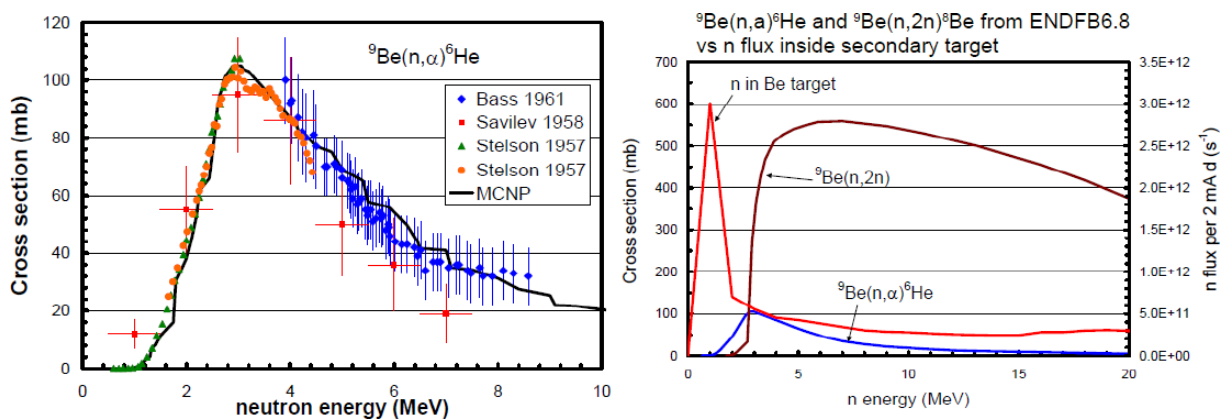 ⁹Be(n,α)⁶He
Cross section (mb)
120
100
80
60
40
20
0
0 2 4 6 8 10
neutron energy (MeV)
Bass 1961
Savilev 1958
Stelson 1957
Stelson 1957
MCNP
⁹Be(n,a)⁶He and ⁹Be(n,2n)⁸Be from ENDFB6.8
vs n flux inside secondary target
Cross section (mb)
700
600
500
400
300
200
100
0
n in Be target
⁹Be(n,2n)
⁹Be(n,α)⁶He
0 5 10 15 20
n energy (MeV)
3.5E+12
3.0E+12
2.5E+12
2.0E+12
1.5E+12
1.0E+12
5.0E+11
0.0E+00
n flux per 2 mA d (s⁻¹)